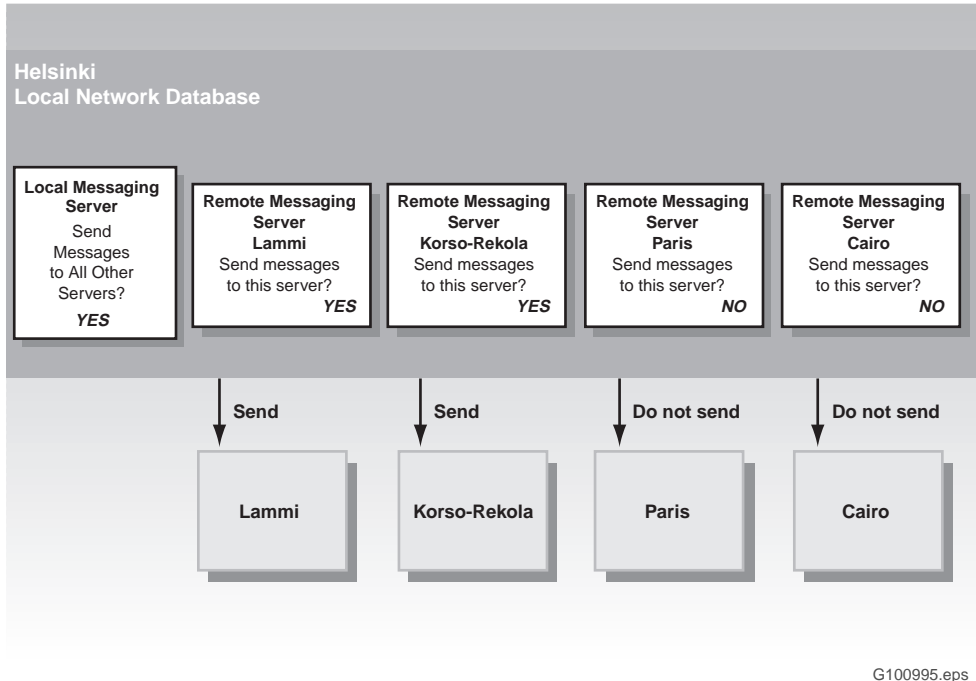 Helsinki
Local Network Database
Local Messaging
Server
Send
Messages
to All Other
Servers?
YES
Remote Messaging
Server
Lammi
Send messages
to this server?
YES
Remote Messaging
Server
Korso-Rekola
Send messages
to this server?
YES
Remote Messaging
Server
Paris
Send messages
to this server?
NO
Remote Messaging
Server
Cairo
Send messages
to this server?
NO
Send
Send
Do not send
Do not send
Lammi
Korso-Rekola
Paris
Cairo
G100995.eps